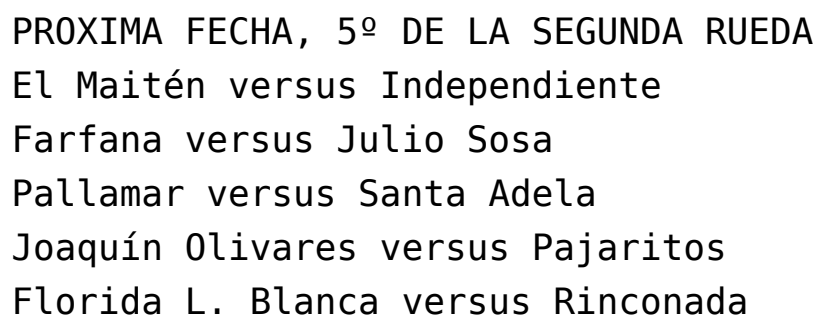 PROXIMA FECHA, 5º DE LA SEGUNDA RUEDA
El Maitén versus Independiente
Farfana versus Julio Sosa
Pallamar versus Santa Adela
Joaquín Olivares versus Pajaritos
Florida L. Blanca versus Rinconada